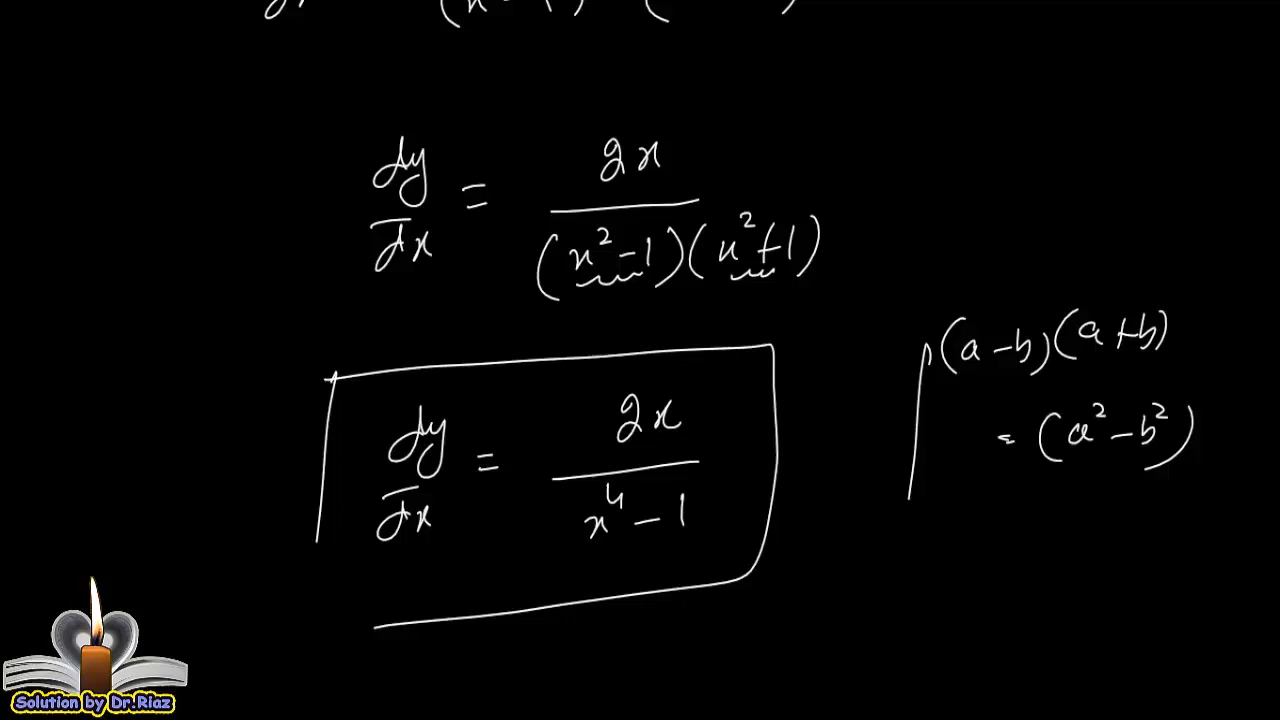 dy/dx = 2x/((x²-1)(x²+1))
(a-b)(a+b)
= (a²-b²)
dy/dx = 2x/(x⁴-1)
Solution by Dr.Riaz